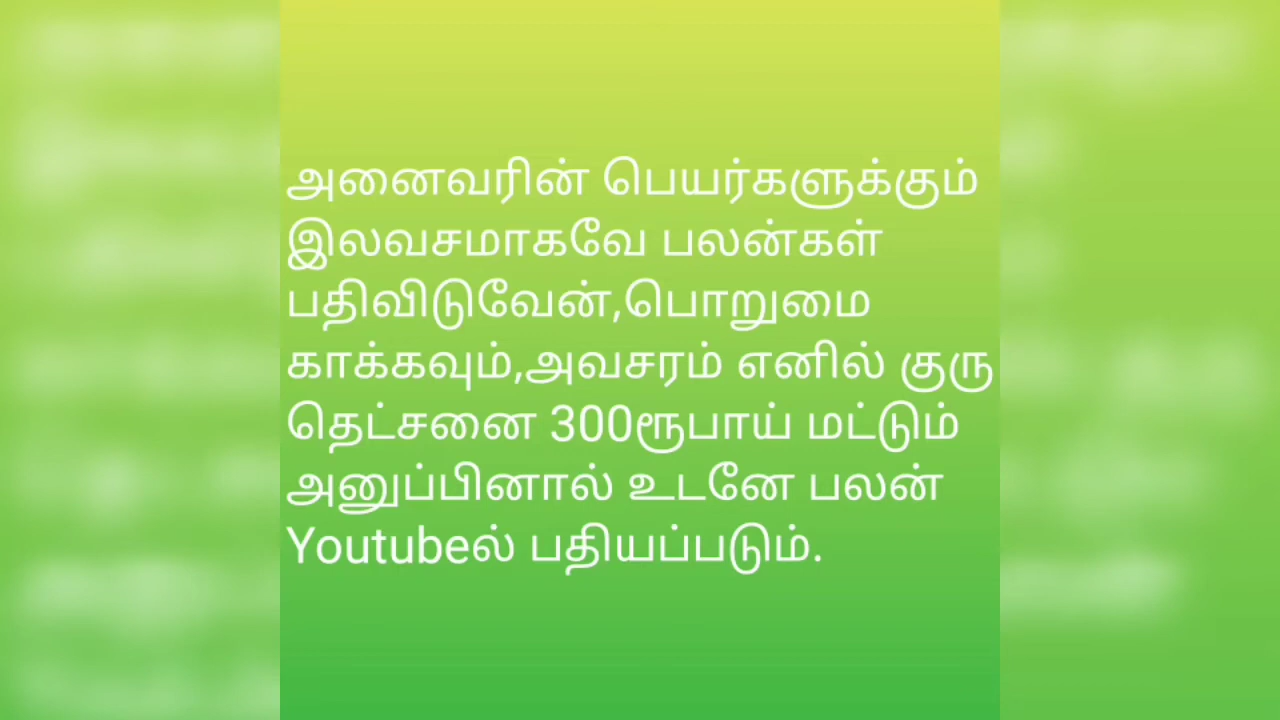 அனைவரின் பெயர்களுக்கும்
இலவசமாகவே பலன்கள்
பதிவிடுவேன்,பொறுமை
காக்கவும்,அவசரம் எனில் குரு
தெட்சனை 300ரூபாய் மட்டும்
அனுப்பினால் உடனே பலன்
Youtubeல் பதியப்படும்.